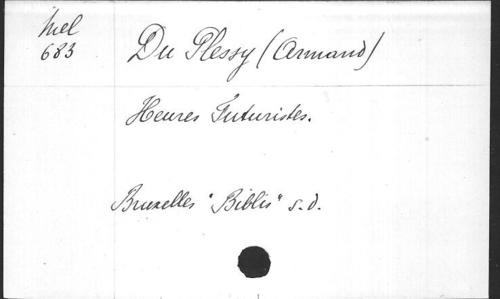 Mel
683
Du Plessy (Armand)
Heures Futuristes.
Bruxelles "Biblis" s.d.